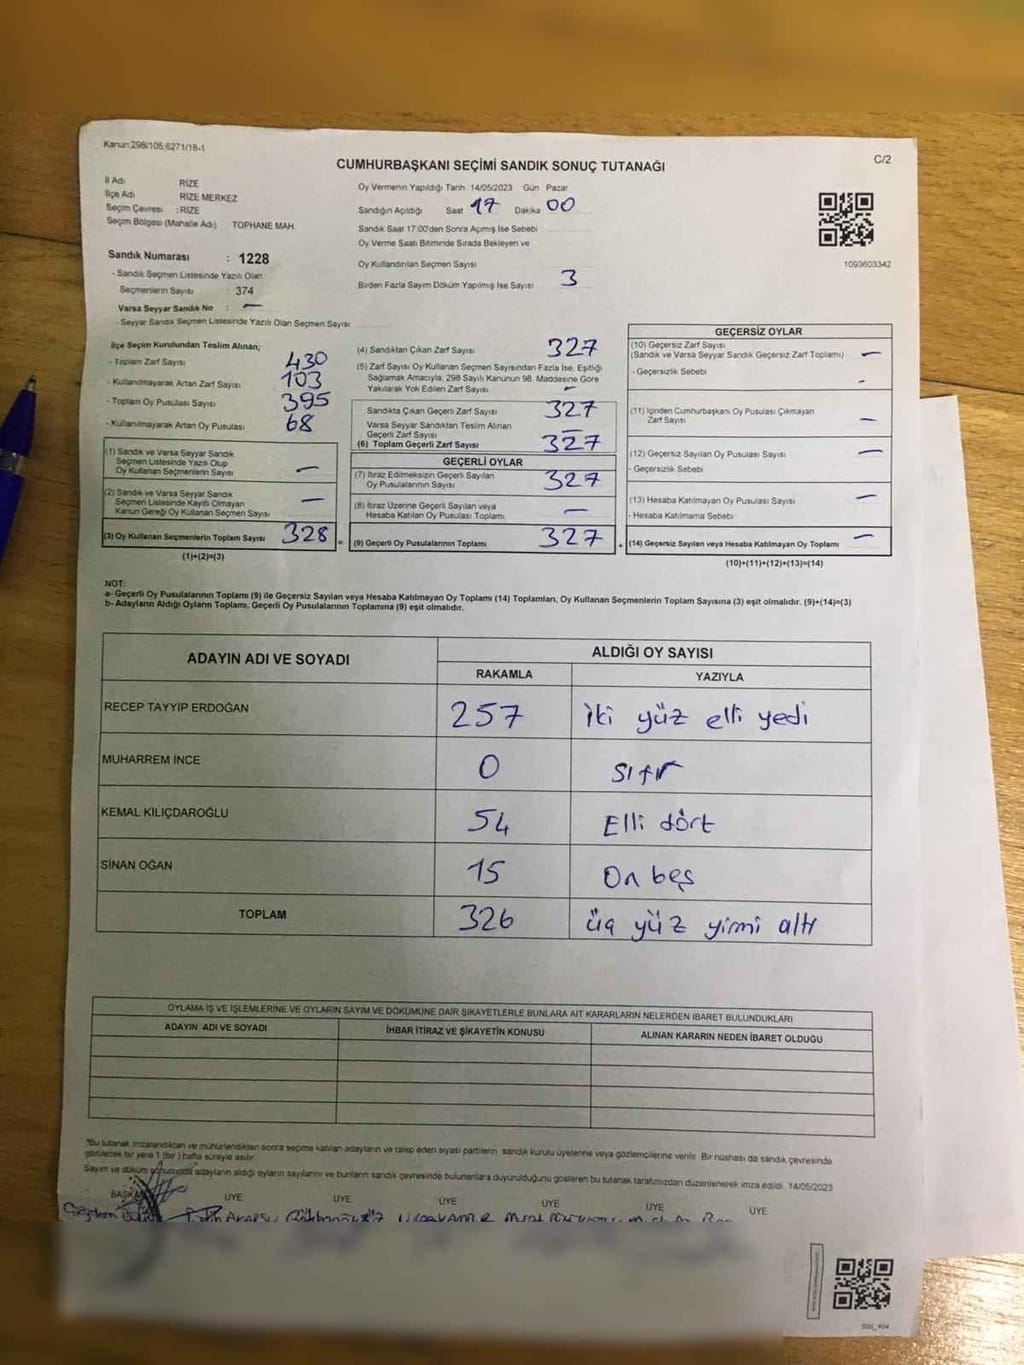 Kanun:298/105;6271/18-1
CUMHURBAŞKANI SEÇİMİ SANDIK SONUÇ TUTANAĞI
C/2
İl Adı RİZE
İlçe Adı RİZE MERKEZ
Seçim Çevresi : RİZE
Seçim Bölgesi (Mahalle Adı) TOPHANE MAH.
Sandık Numarası : 1228
- Sandık Seçmen Listesinde Yazılı Olan
Seçmenlerin Sayısı : 374
Varsa Seyyar Sandık No : —
- Seyyar Sandık Seçmen Listesinde Yazılı Olan Seçmen Sayısı
Oy Vermenin Yapıldığı Tarih 14/05/2023 Gün Pazar
Sandığın Açıldığı Saat 17 Dakika 00
Sandık Saat 17:00'den Sonra Açılmış İse Sebebi
Oy Verme Saati Bitiminde Sırada Bekleyen ve
Oy Kullandırılan Seçmen Sayısı
Birden Fazla Sayım Döküm Yapılmış İse Sayısı 3
1093603342
İlçe Seçim Kurulundan Teslim Alınan;
- Toplam Zarf Sayısı 430
- Kullanılmayarak Artan Zarf Sayısı 103
- Toplam Oy Pusulası Sayısı 395
- Kullanılmayarak Artan Oy Pusulası 68
(1) Sandık ve Varsa Seyyar Sandık
Seçmen Listesinde Yazılı Olup
Oy Kullanan Seçmenlerin Sayısı —
(2) Sandık ve Varsa Seyyar Sandık
Seçmen Listesinde Kayıtlı Olmayan
Kanun Gereği Oy Kullanan Seçmen Sayısı —
(3) Oy Kullanan Seçmenlerin Toplam Sayısı 328 =
(1)+(2)=(3)
(4) Sandıktan Çıkan Zarf Sayısı 327
(5) Zarf Sayısı Oy Kullanan Seçmen Sayısından Fazla İse, Eşitliği
Sağlamak Amacıyla, 298 Sayılı Kanunun 98. Maddesine Göre
Yakılarak Yok Edilen Zarf Sayısı —
Sandıkta Çıkan Geçerli Zarf Sayısı 327
Varsa Seyyar Sandıktan Teslim Alınan
Geçerli Zarf Sayısı —
(6) Toplam Geçerli Zarf Sayısı 327
GEÇERLİ OYLAR
(7) İtiraz Edilmeksizin Geçerli Sayılan
Oy Pusulalarının Sayısı 327
(8) İtiraz Üzerine Geçerli Sayılan veya
Hesaba Katılan Oy Pusulası Toplamı —
(9) Geçerli Oy Pusulalarının Toplamı 327 +
GEÇERSİZ OYLAR
(10) Geçersiz Zarf Sayısı
(Sandık ve Varsa Seyyar Sandık Geçersiz Zarf Toplamı) —
- Geçersizlik Sebebi -
(11) İçinden Cumhurbaşkanı Oy Pusulası Çıkmayan
Zarf Sayısı —
(12) Geçersiz Sayılan Oy Pusulası Sayısı —
- Geçersizlik Sebebi
(13) Hesaba Katılmayan Oy Pusulası Sayısı —
- Hesaba Katılmama Sebebi
(14) Geçersiz Sayılan veya Hesaba Katılmayan Oy Toplamı —
(10)+(11)+(12)+(13)=(14)
NOT:
a- Geçerli Oy Pusulalarının Toplamı (9) ile Geçersiz Sayılan veya Hesaba Katılmayan Oy Toplamı (14) Toplamları, Oy Kullanan Seçmenlerin Toplam Sayısına (3) eşit olmalıdır. (9)+(14)=(3)
b- Adayların Aldığı Oyların Toplamı, Geçerli Oy Pusulalarının Toplamına (9) eşit olmalıdır.
ADAYIN ADI VE SOYADI
ALDIĞI OY SAYISI
RAKAMLA YAZIYLA
RECEP TAYYİP ERDOĞAN 257 iki yüz elli yedi
MUHARREM İNCE 0 sıfır
KEMAL KILIÇDAROĞLU 54 Elli dört
SİNAN OĞAN 15 On beş
TOPLAM 326 üç yüz yirmi altı
OYLAMA İŞ VE İŞLEMLERİNE VE OYLARIN SAYIM VE DÖKÜMÜNE DAİR ŞİKAYETLERLE BUNLARA AİT KARARLARIN NELERDEN İBARET BULUNDUKLARI
ADAYIN ADI VE SOYADI İHBAR İTİRAZ VE ŞİKAYETİN KONUSU ALINAN KARARIN NEDEN İBARET OLDUĞU
"Bu tutanak imzalandıktan ve mühürlendikten sonra seçime katılan adayların ve talep eden siyasi partilerin sandık kurulu üyelerine veya gözlemcilerine verilir. Bir nüshası da sandık çevresinde
görülecek bir yere 1 (bir) hafta süreyle asılır.
Sayım ve döküm sonucunda adayların aldığı oyların sayılarını ve bunların sandık çevresinde bulunanlara duyurulduğunu gösteren bu tutanak tarafımızdan düzenlenerek imza edildi. 14/05/2023
BAŞKAN ÜYE ÜYE ÜYE ÜYE ÜYE ÜYE